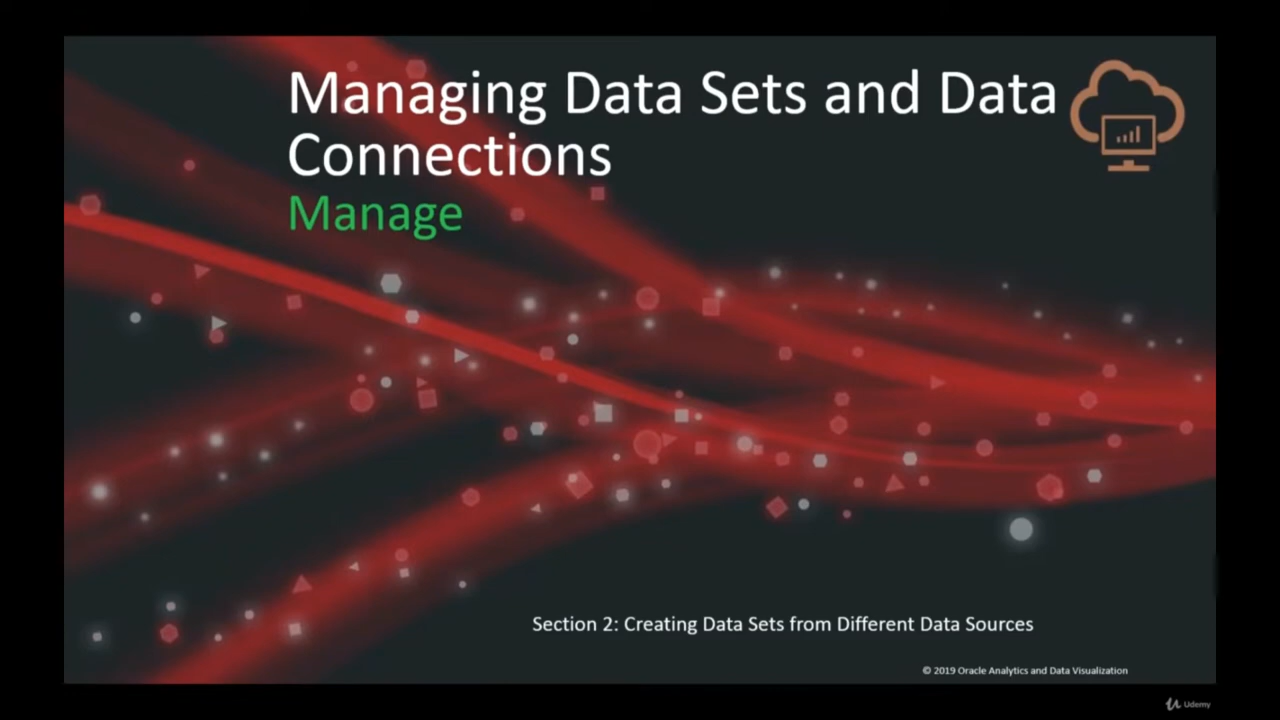 Managing Data Sets and Data
Connections
Manage
Section 2: Creating Data Sets from Different Data Sources
© 2019 Oracle Analytics and Data Visualization
Udemy